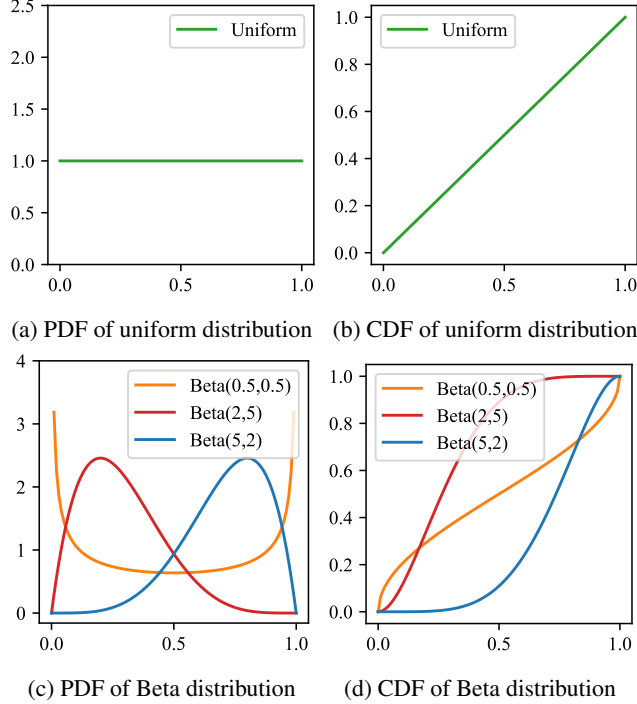 2.5
2.0
1.5
1.0
0.5
0.0
0.0 0.5 1.0
Uniform
1.0
0.8
0.6
0.4
0.2
0.0
0.0 0.5 1.0
Uniform
(a) PDF of uniform distribution (b) CDF of uniform distribution
4
3
2
1
0
0.0 0.5 1.0
Beta(0.5,0.5)
Beta(2,5)
Beta(5,2)
1.0
0.8
0.6
0.4
0.2
0.0
0.0 0.5 1.0
Beta(0.5,0.5)
Beta(2,5)
Beta(5,2)
(c) PDF of Beta distribution (d) CDF of Beta distribution